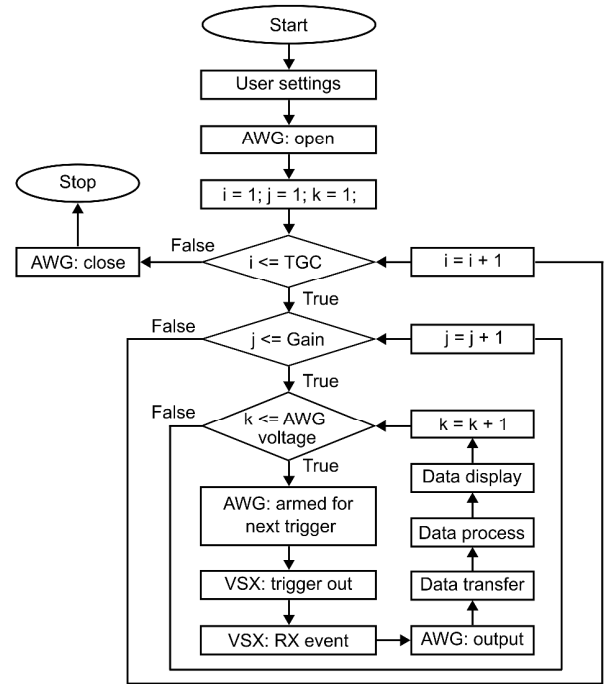 Start
User settings
AWG: open
i = 1; j = 1; k = 1;
Stop
AWG: close
False
i <= TGC
i = i + 1
True
False
j <= Gain
j = j + 1
True
False
k <= AWG
voltage
k = k + 1
True
Data display
AWG: armed for
next trigger
Data process
VSX: trigger out
Data transfer
VSX: RX event
AWG: output